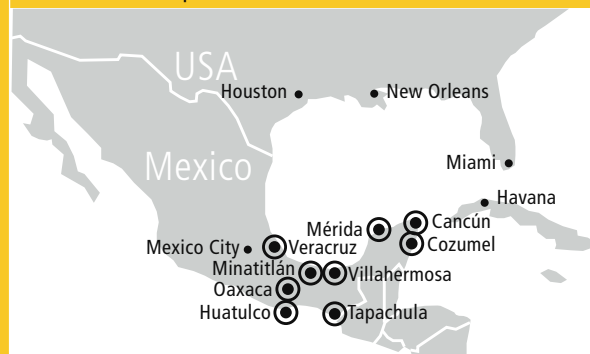 USA
Houston
New Orleans
Mexico
Miami
Havana
Mérida
Cancún
Mexico City
Veracruz
Cozumel
Minatitlán
Villahermosa
Oaxaca
Huatulco
Tapachula